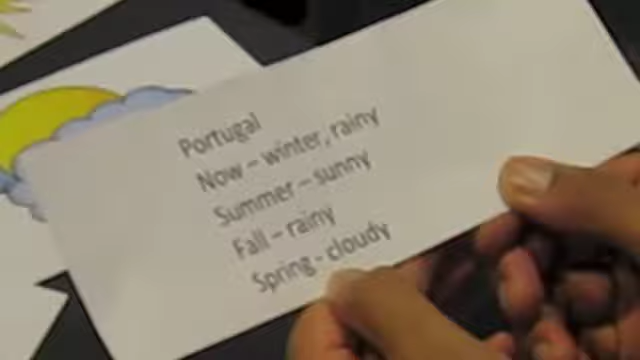 Portugal
Now – winter, rainy
Summer – sunny
Fall – rainy
Spring - cloudy